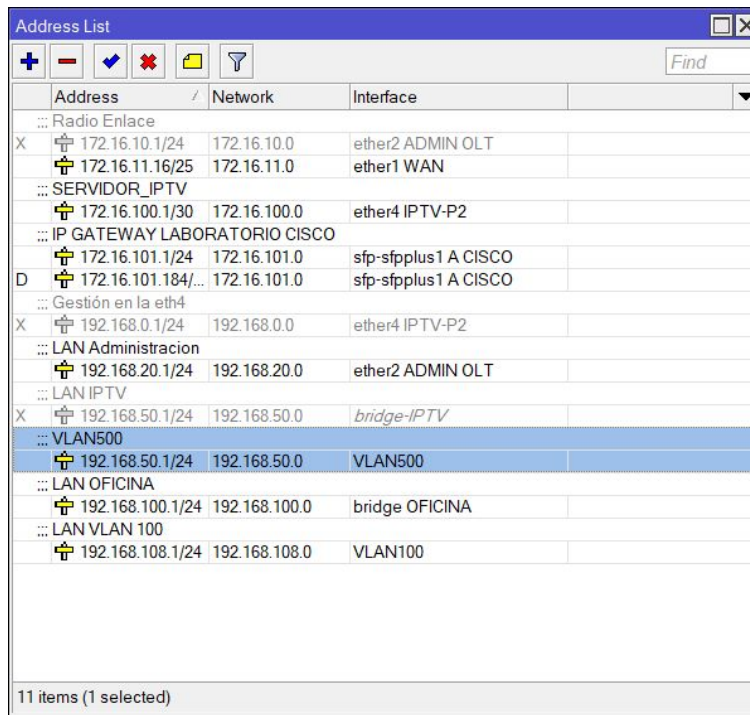 Address List
Find
Address Network Interface
;;; Radio Enlace
X 172.16.10.1/24 172.16.10.0 ether2 ADMIN OLT
172.16.11.16/25 172.16.11.0 ether1 WAN
;;; SERVIDOR_IPTV
172.16.100.1/30 172.16.100.0 ether4 IPTV-P2
;;; IP GATEWAY LABORATORIO CISCO
172.16.101.1/24 172.16.101.0 sfp-sfpplus1 A CISCO
D 172.16.101.184/... 172.16.101.0 sfp-sfpplus1 A CISCO
;;; Gestión en la eth4
X 192.168.0.1/24 192.168.0.0 ether4 IPTV-P2
;;; LAN Administracion
192.168.20.1/24 192.168.20.0 ether2 ADMIN OLT
;;; LAN IPTV
X 192.168.50.1/24 192.168.50.0 bridge-IPTV
;;; VLAN500
192.168.50.1/24 192.168.50.0 VLAN500
;;; LAN OFICINA
192.168.100.1/24 192.168.100.0 bridge OFICINA
;;; LAN VLAN 100
192.168.108.1/24 192.168.108.0 VLAN100
11 items (1 selected)